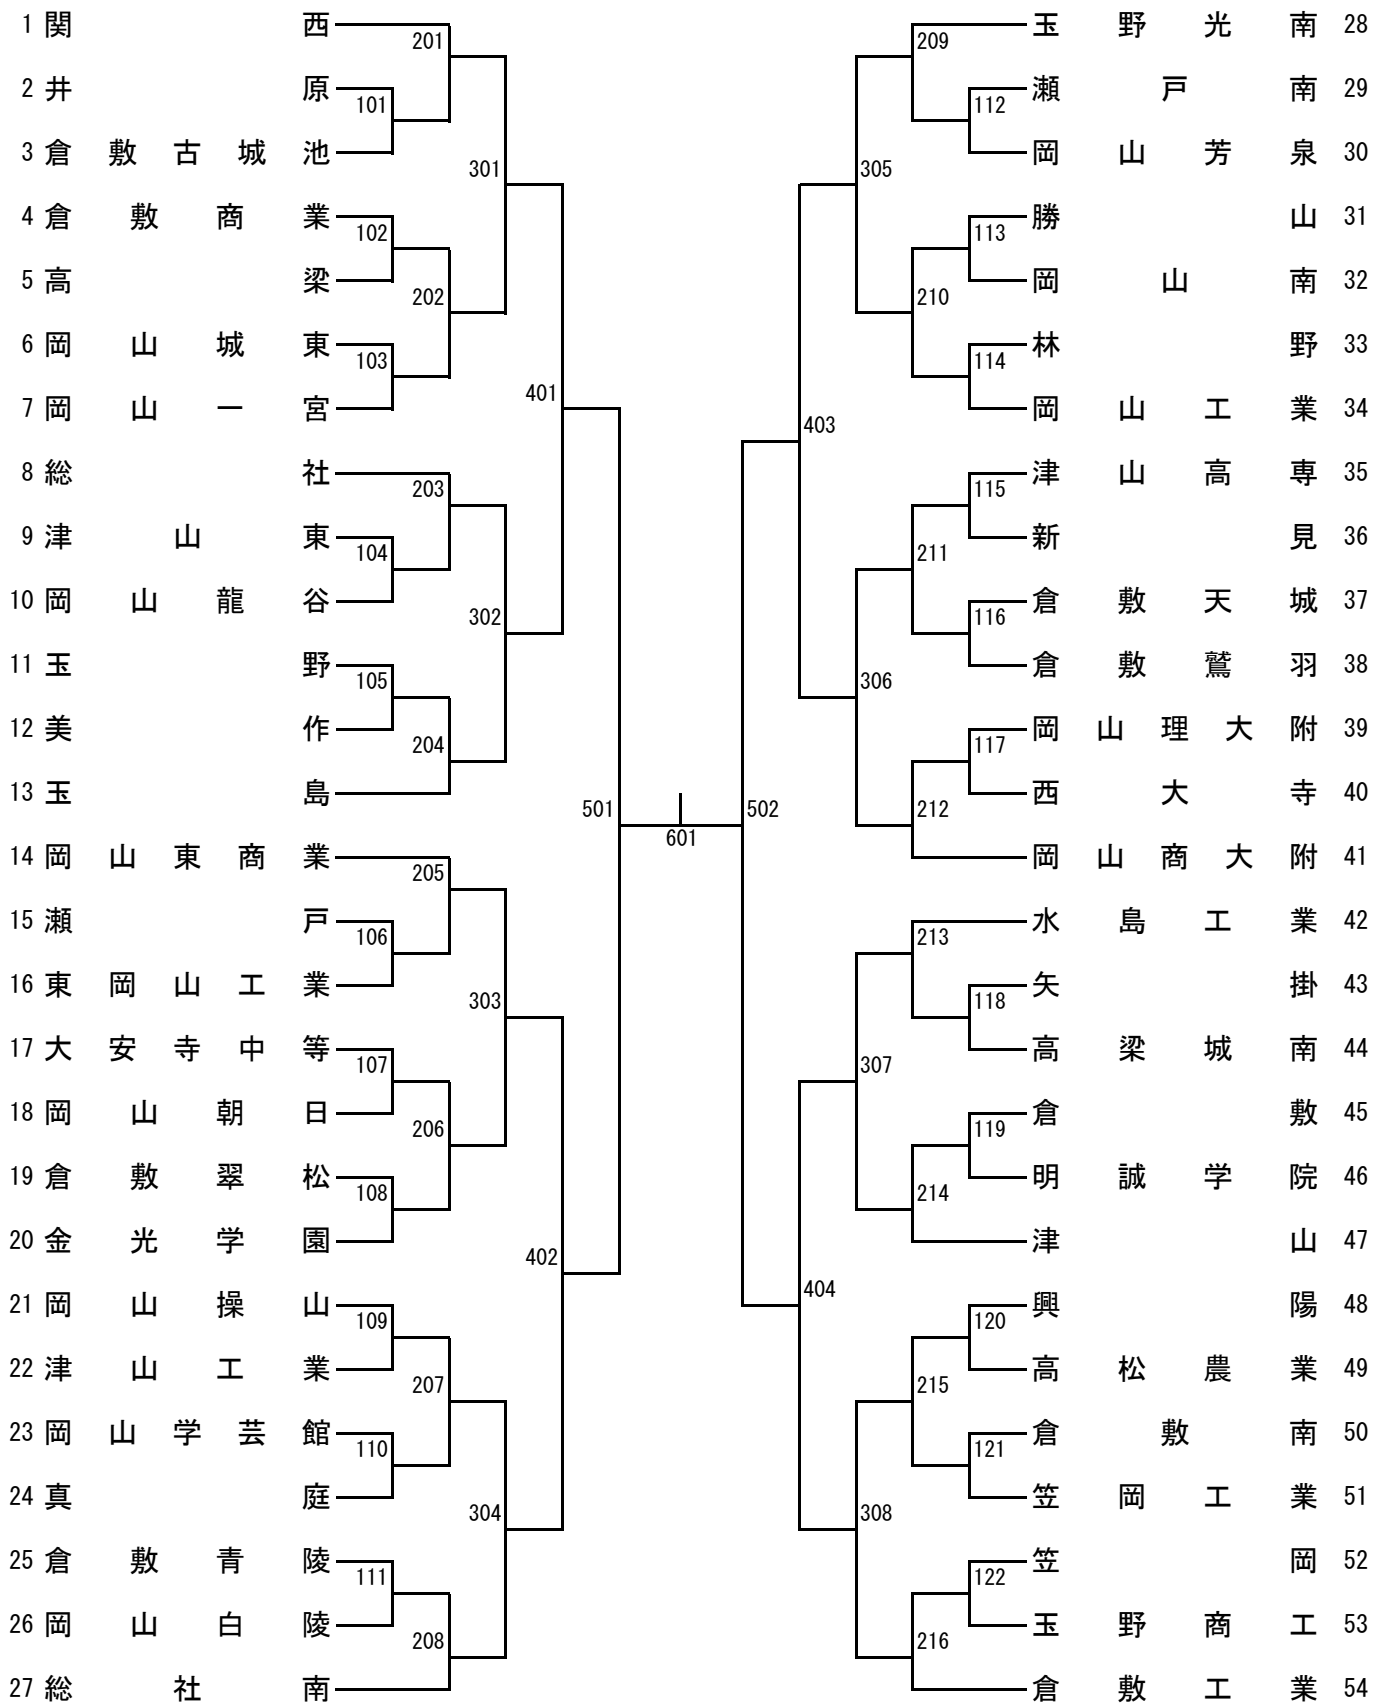 1 関西
2 井原
3 倉敷古城池
4 倉敷商業
5 高梁
6 岡山城東
7 岡山一宮
8 総社
9 津山東
10 岡山龍谷
11 玉野
12 美作
13 玉島
14 岡山東商業
15 瀬戸
16 東岡山工業
17 大安寺中等
18 岡山朝日
19 倉敷翠松
20 金光学園
21 岡山操山
22 津山工業
23 岡山学芸館
24 真庭
25 倉敷青陵
26 岡山白陵
27 総社南
101
102
103
104
105
106
107
108
109
110
111
201
202
203
204
205
206
207
208
301
302
303
304
401
402
501
601
502
403
404
305
306
307
308
209
210
211
212
213
214
215
216
112
113
114
115
116
117
118
119
120
121
122
玉野光南 28
瀬戸南 29
岡山芳泉 30
勝山 31
岡山南 32
林野 33
岡山工業 34
津山高専 35
新見 36
倉敷天城 37
倉敷鷲羽 38
岡山理大附 39
西大寺 40
岡山商大附 41
水島工業 42
矢掛 43
高梁城南 44
倉敷 45
明誠学院 46
津山 47
興陽 48
高松農業 49
倉敷南 50
笠岡工業 51
笠岡 52
玉野商工 53
倉敷工業 54